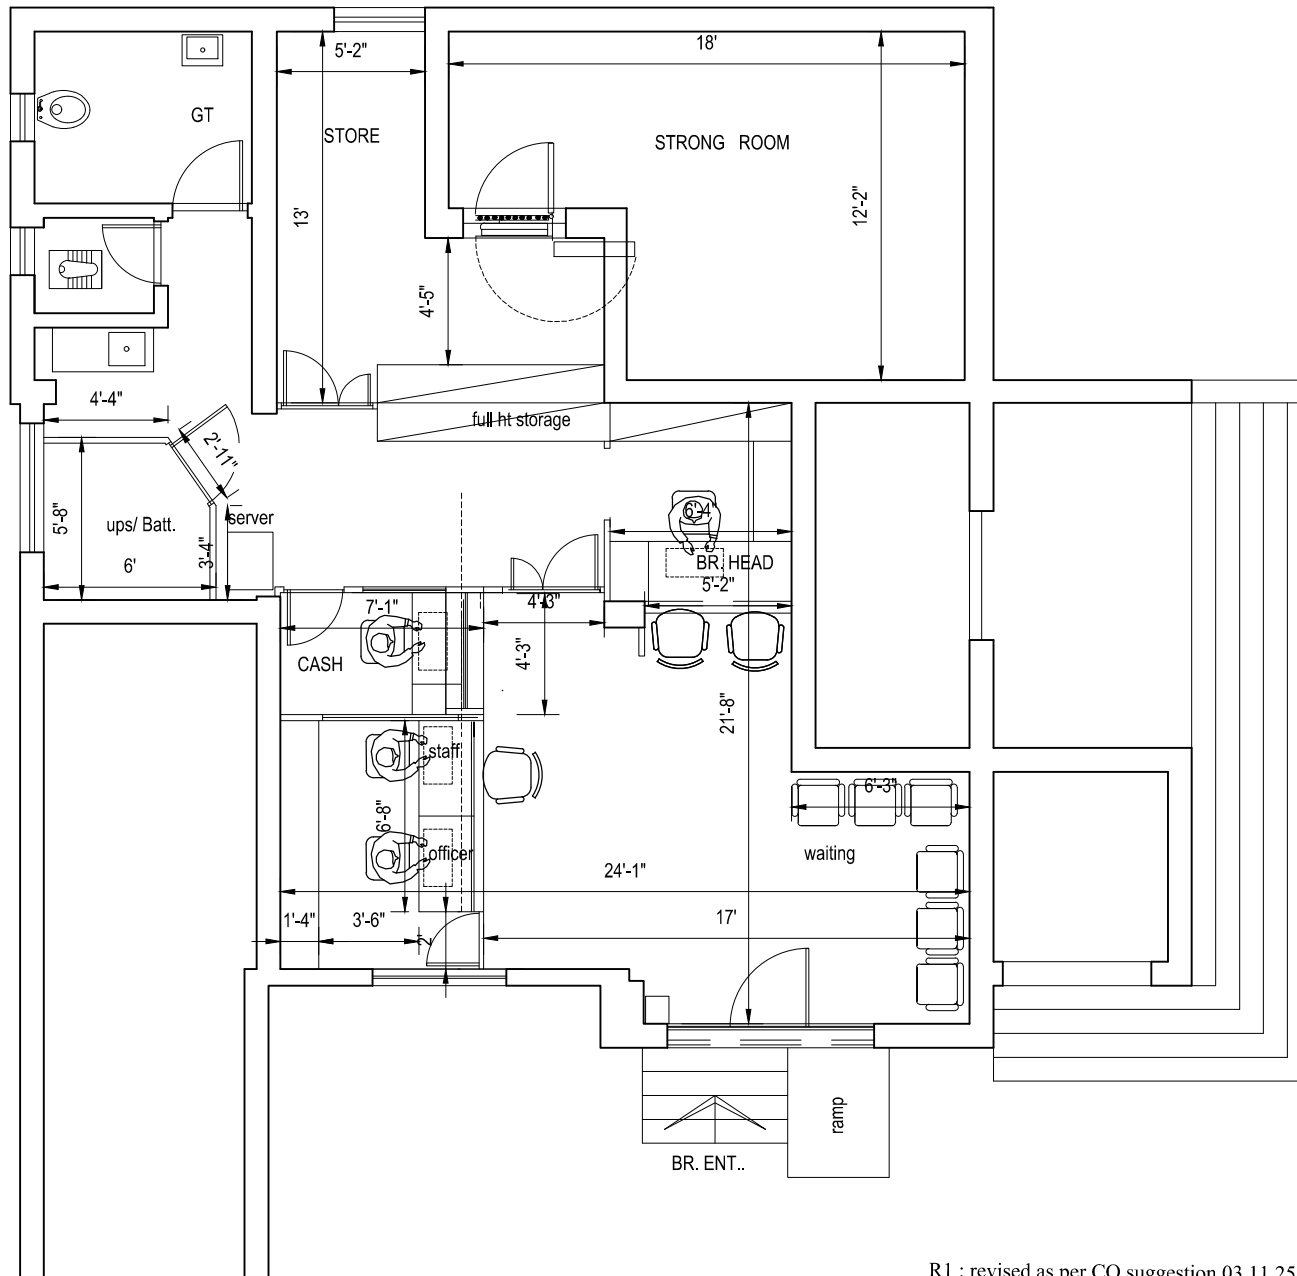 5'-2"
18'
GT
STORE
STRONG ROOM
13'
12'-2"
4'-5"
4'-4"
full ht storage
2'-11"
5'-8"
ups/ Batt.
server
6'-4"
3'-4"
6'
BR. HEAD
5'-2"
7'-1"
4'-3"
4'-3"
CASH
21'-8"
staff
6'-3"
6'-8"
officer
waiting
24'-1"
1'-4"
3'-6"
2'
17'
ramp
BR. ENT..
R1 : revised as per CO suggestion 03.11.25